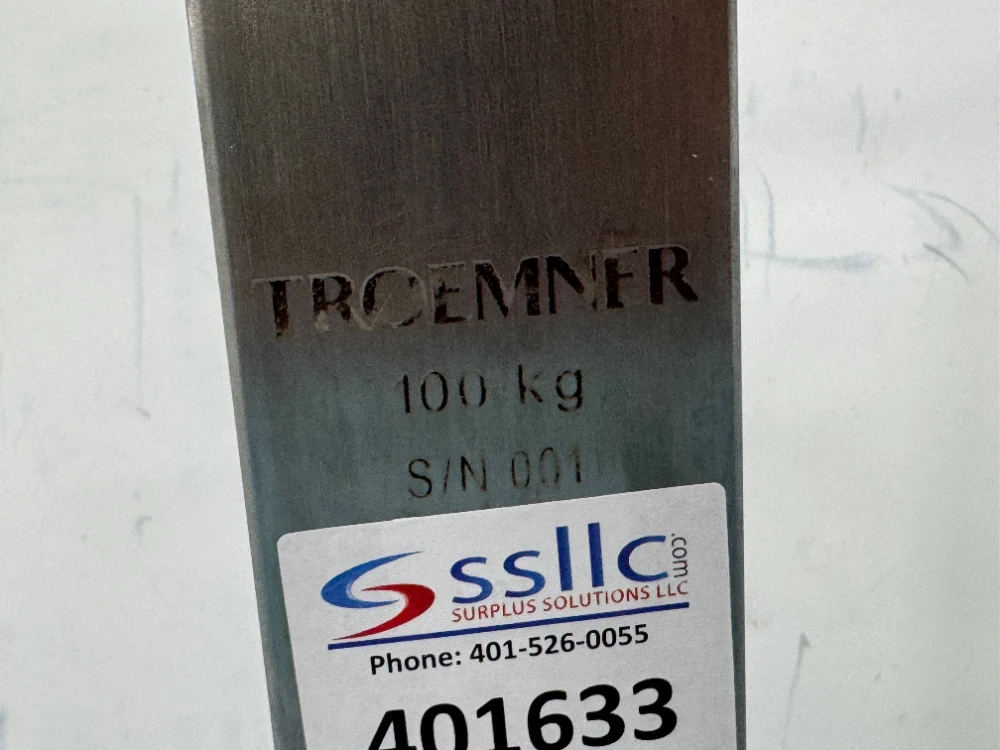 TROEMNER
100 kg
S/N 001
ssllc.com
SURPLUS SOLUTIONS LLC
Phone: 401-526-0055
401633